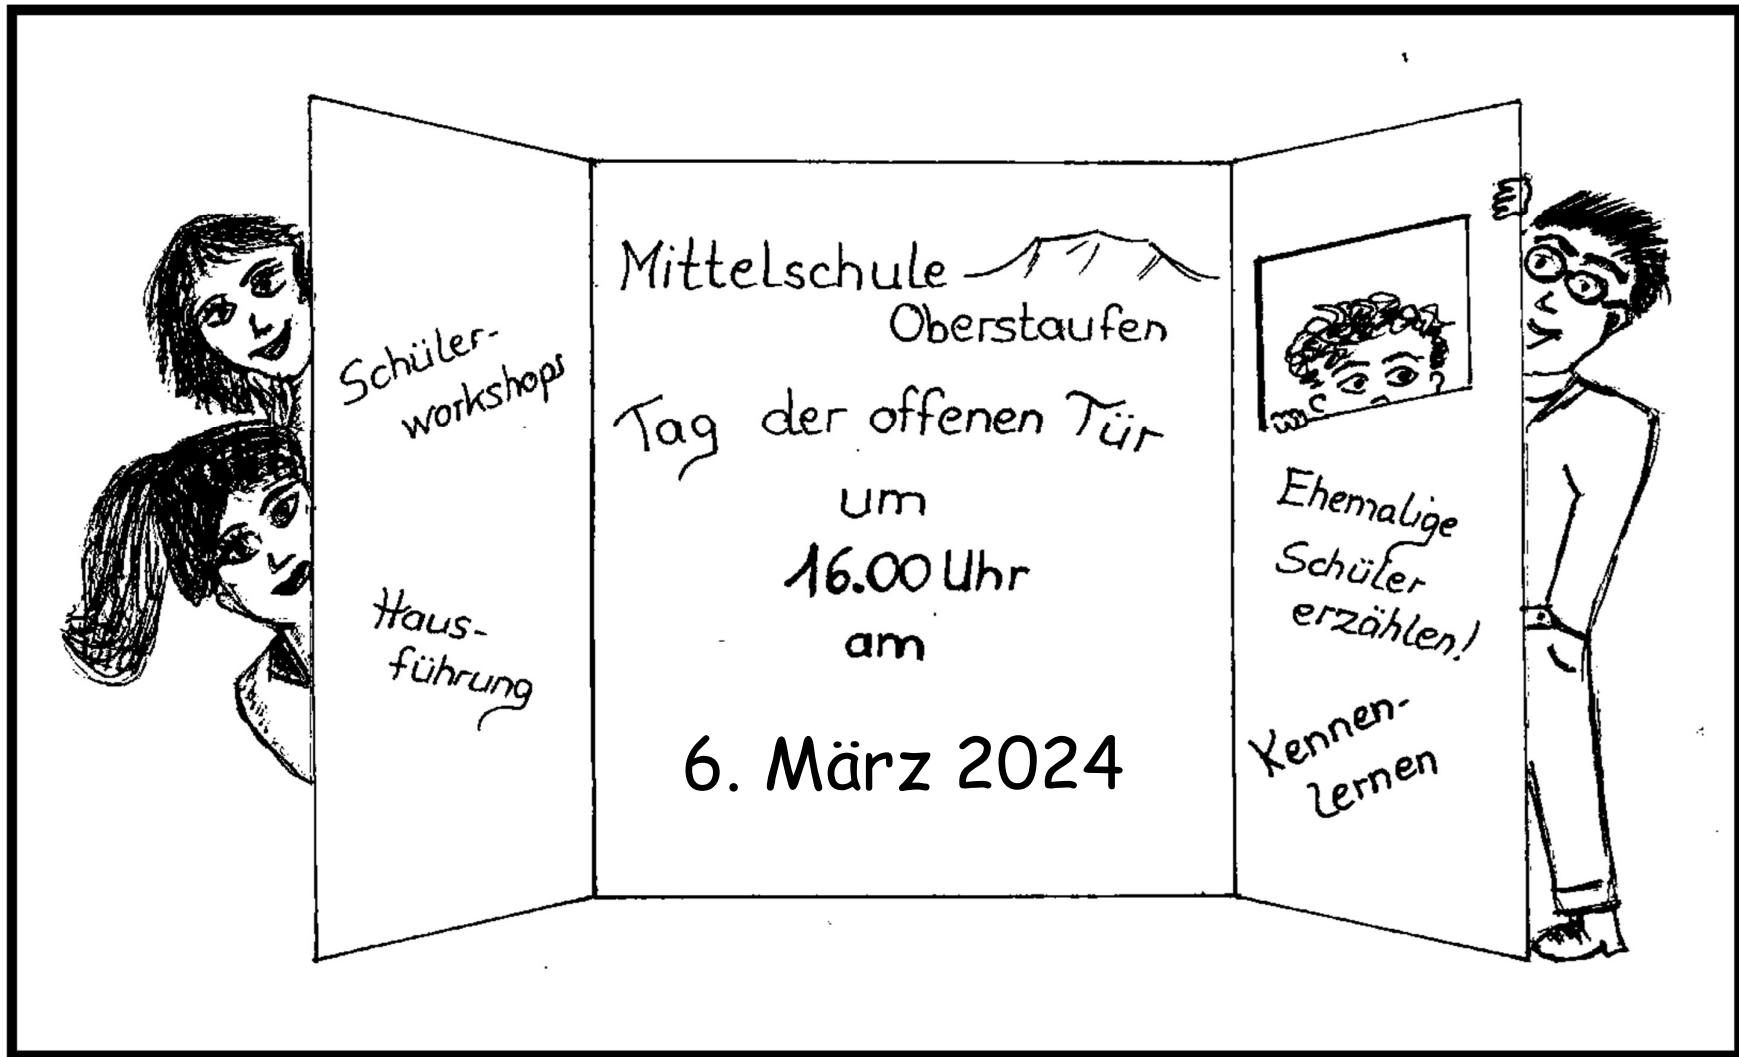 Schüler-
workshops
Haus-
führung
Mittelschule
Oberstaufen
Tag der offenen Tür
um
16.00 Uhr
am
6. März 2024
Ehemalige
Schüler
erzählen!
Kennen-
lernen